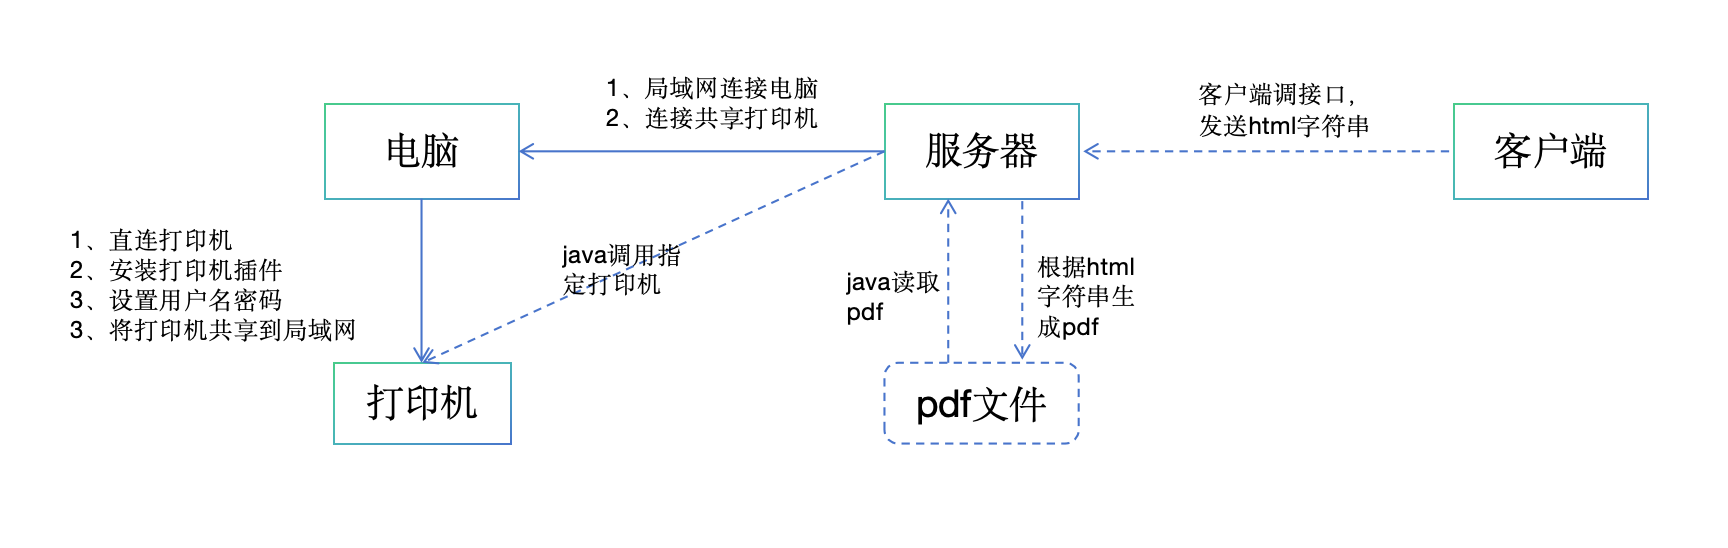 1、局域网连接电脑
2、连接共享打印机
客户端调接口，
发送html字符串
电脑
服务器
客户端
1、直连打印机
2、安装打印机插件
3、设置用户名密码
3、将打印机共享到局域网
java调用指
定打印机
java读取
pdf
根据html
字符串生
成pdf
打印机
pdf文件